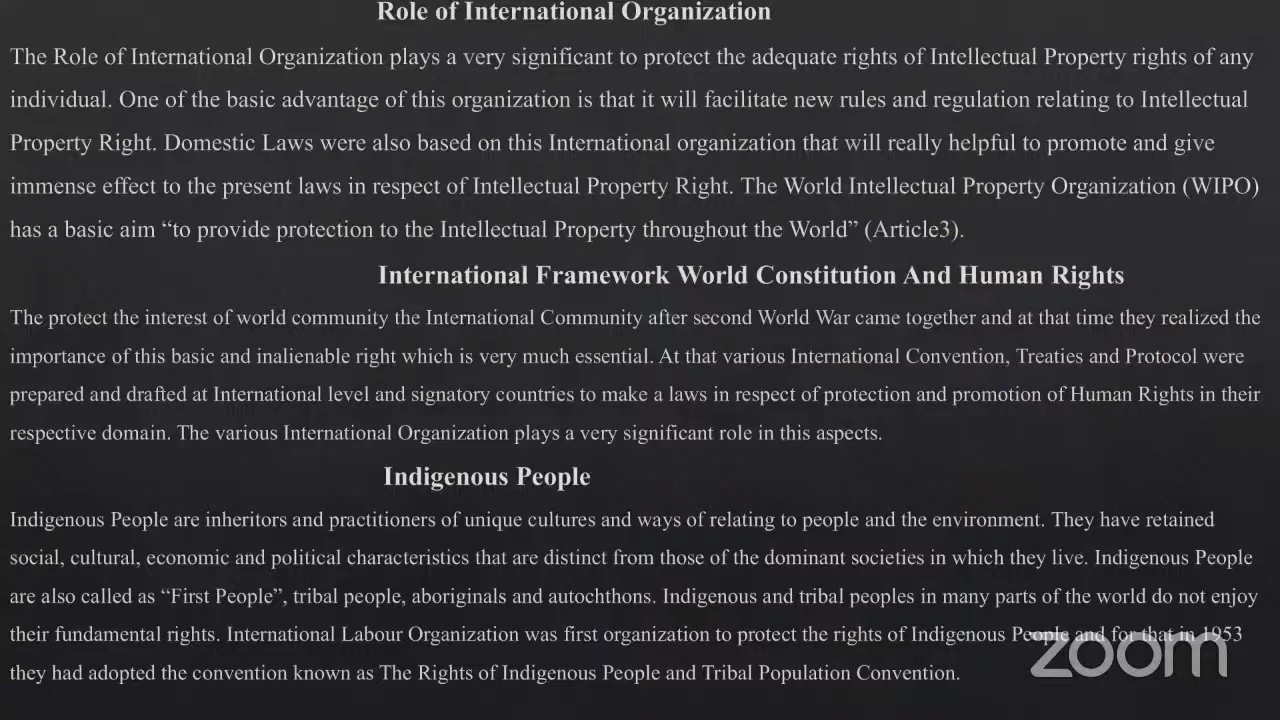 Role of International Organization
The Role of International Organization plays a very significant to protect the adequate rights of Intellectual Property rights of any
individual. One of the basic advantage of this organization is that it will facilitate new rules and regulation relating to Intellectual
Property Right. Domestic Laws were also based on this International organization that will really helpful to promote and give
immense effect to the present laws in respect of Intellectual Property Right. The World Intellectual Property Organization (WIPO)
has a basic aim “to provide protection to the Intellectual Property throughout the World” (Article3).
International Framework World Constitution And Human Rights
The protect the interest of world community the International Community after second World War came together and at that time they realized the
importance of this basic and inalienable right which is very much essential. At that various International Convention, Treaties and Protocol were
prepared and drafted at International level and signatory countries to make a laws in respect of protection and promotion of Human Rights in their
respective domain. The various International Organization plays a very significant role in this aspects.
Indigenous People
Indigenous People are inheritors and practitioners of unique cultures and ways of relating to people and the environment. They have retained
social, cultural, economic and political characteristics that are distinct from those of the dominant societies in which they live. Indigenous People
are also called as “First People”, tribal people, aboriginals and autochthons. Indigenous and tribal peoples in many parts of the world do not enjoy
their fundamental rights. International Labour Organization was first organization to protect the rights of Indigenous People and for that in 1953
they had adopted the convention known as The Rights of Indigenous People and Tribal Population Convention.
zoom